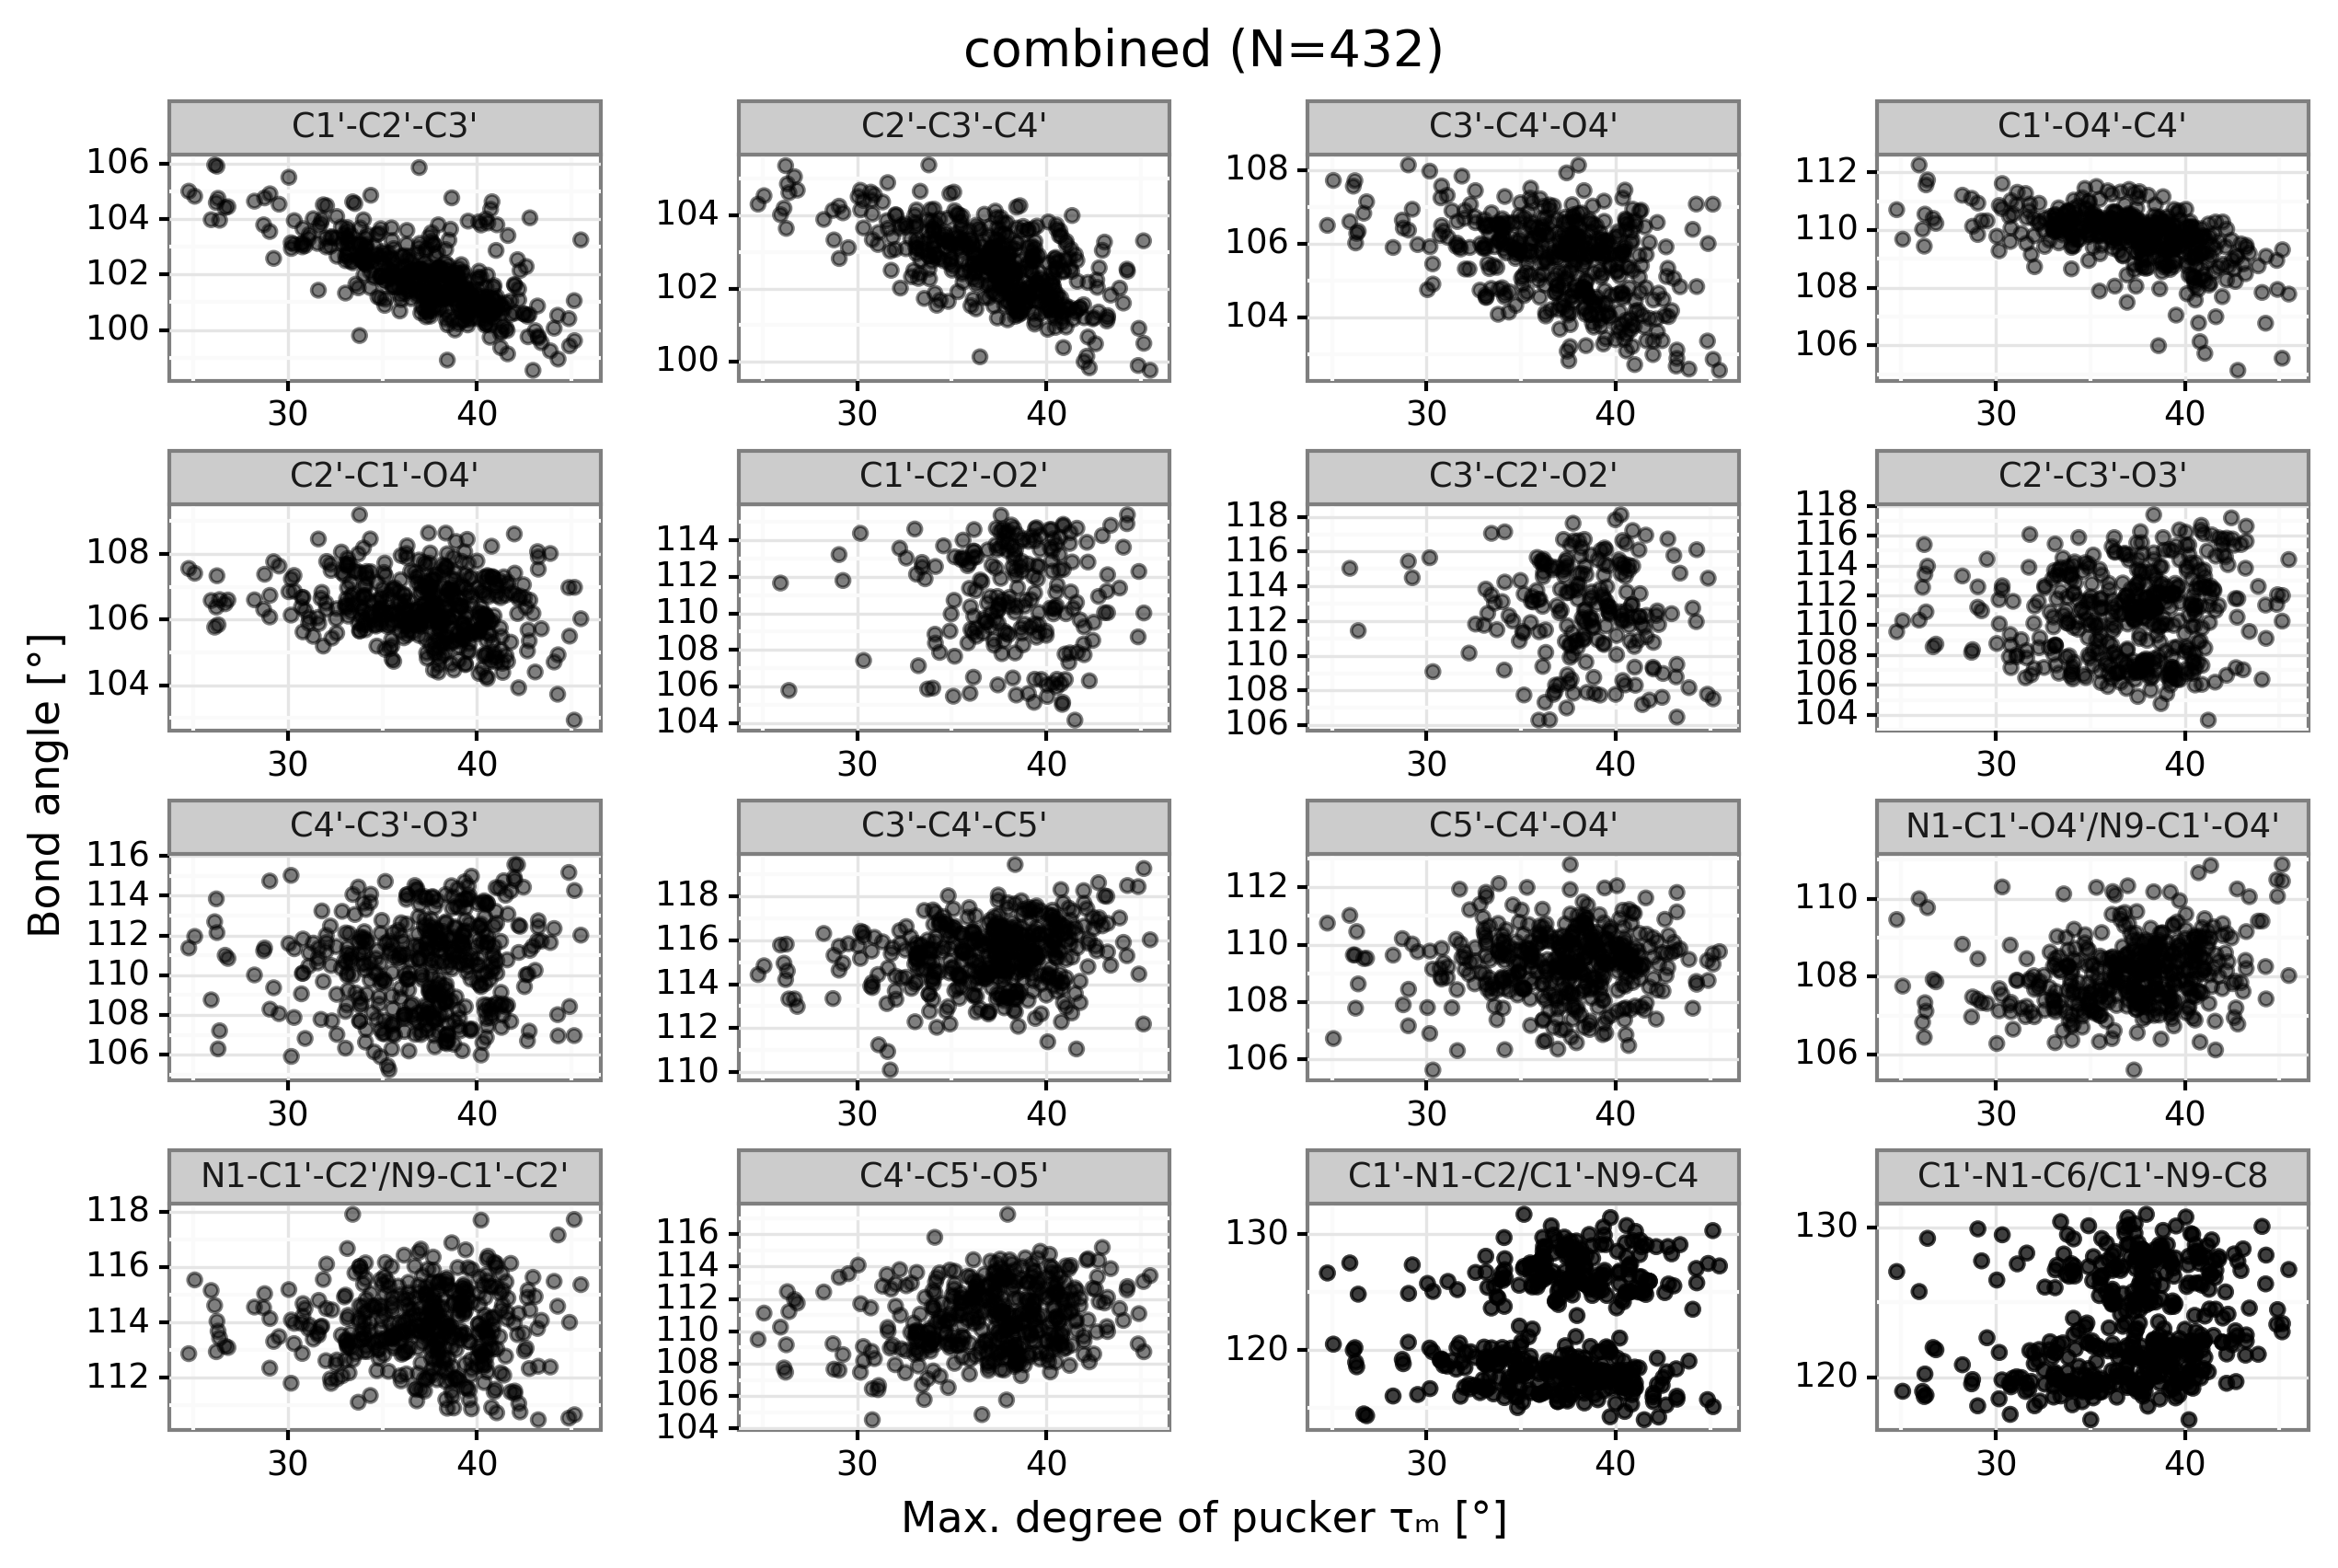 combined (N=432)
C1'-C2'-C3' C2'-C3'-C4' C3'-C4'-O4' C1'-O4'-C4'
106 104 102 100
104 102 100
108 106 104
112 110 108 106
30 40 30 40 30 40 30 40
C2'-C1'-O4' C1'-C2'-O2' C3'-C2'-O2' C2'-C3'-O3'
108 106 104
114 112 110 108 106 104
118 116 114 112 110 108 106
118 116 114 112 110 108 106 104
30 40 30 40 30 40 30 40
Bond angle [°]
C4'-C3'-O3' C3'-C4'-C5' C5'-C4'-O4' N1-C1'-O4'/N9-C1'-O4'
116 114 112 110 108 106
118 116 114 112 110
112 110 108 106
110 108 106
30 40 30 40 30 40 30 40
N1-C1'-C2'/N9-C1'-C2' C4'-C5'-O5' C1'-N1-C2/C1'-N9-C4 C1'-N1-C6/C1'-N9-C8
118 116 114 112
116 114 112 110 108 106 104
130 120
130 120
30 40 30 40 30 40 30 40
Max. degree of pucker τₘ [°]